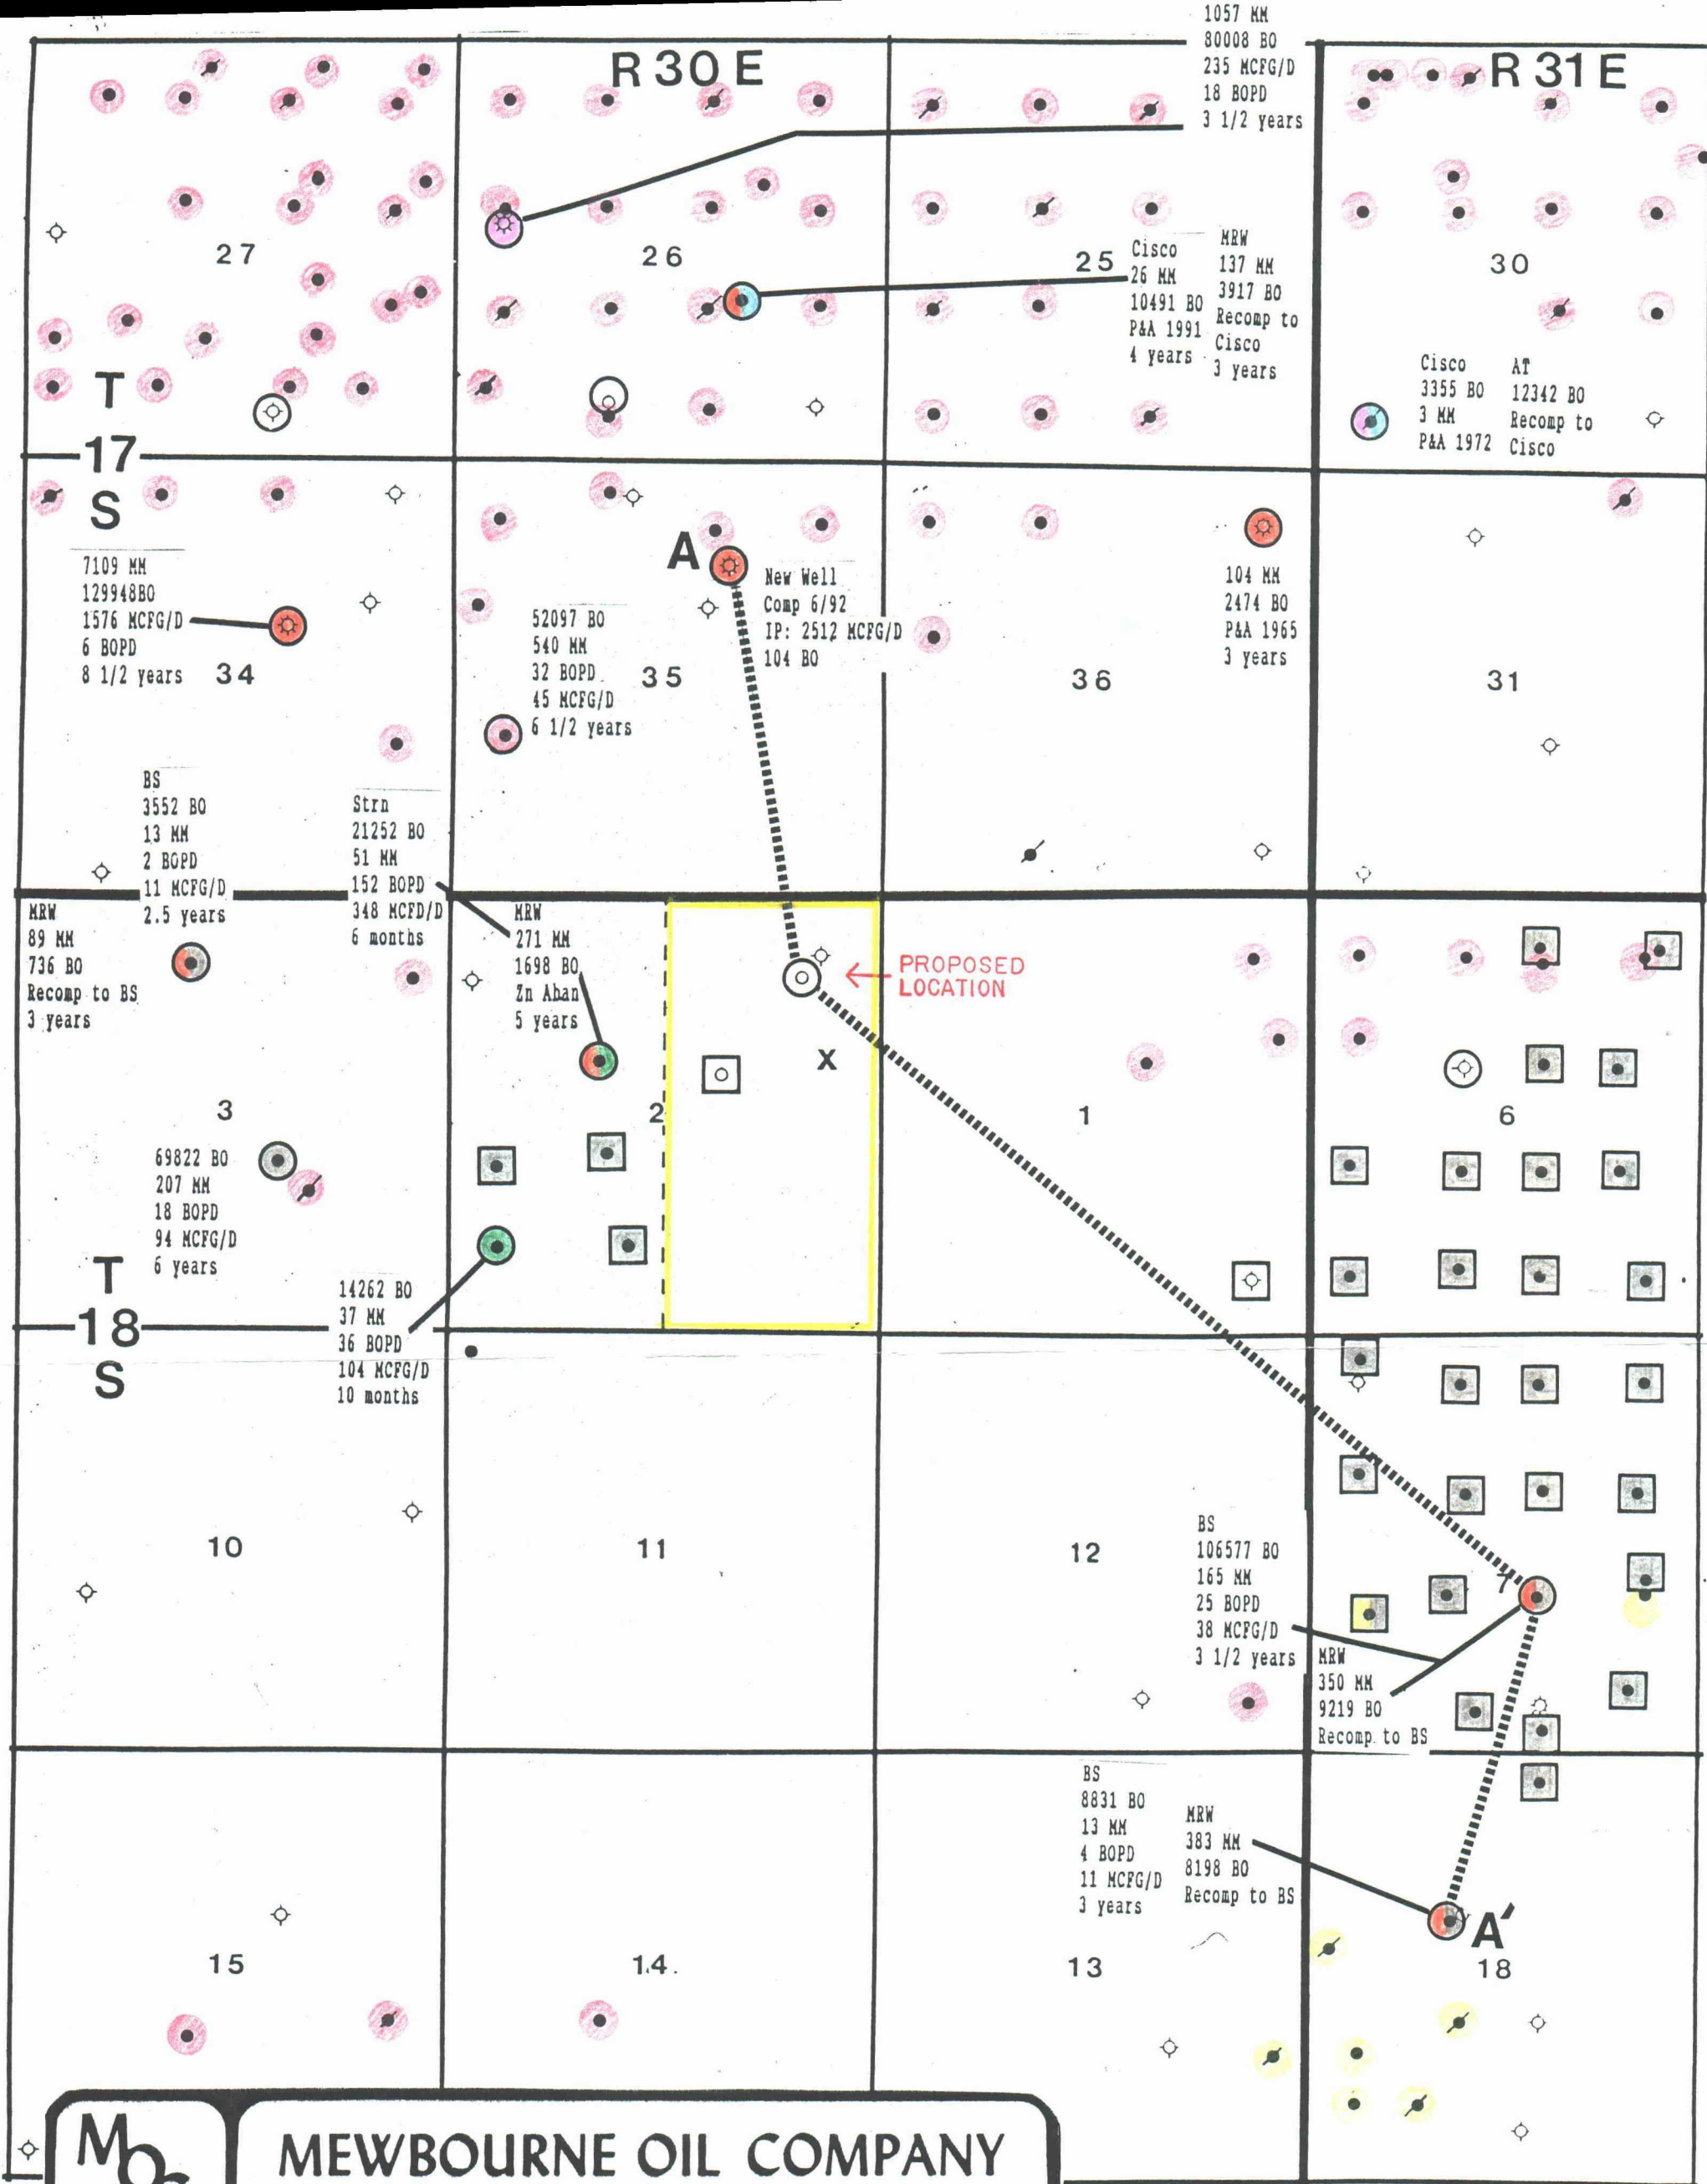 1057 MM
80008 BO
235 MCFG/D
18 BOPD
3 1/2 years
R 30 E
R 31 E
27
26
25
30
Cisco
26 MM
10491 BO
P&A 1991
4 years
MRW
137 MM
3917 BO
Recomp to
Cisco
3 years
Cisco
3355 BO
3 MM
P&A 1972
AT
12342 BO
Recomp to
Cisco
T
17
S
7109 MM
129948BO
1576 MCFG/D
6 BOPD
8 1/2 years
34
A
New Well
Comp 6/92
IP: 2512 MCFG/D
104 BO
52097 BO
540 MM
32 BOPD
45 MCFG/D
6 1/2 years
35
104 MM
2474 BO
P&A 1965
3 years
36
31
BS
3552 BO
13 MM
2 BOPD
11 MCFG/D
2.5 years
Strn
21252 BO
51 MM
152 BOPD
348 MCFD/D
6 months
MRW
89 MM
736 BO
Recomp to BS
3 years
MRW
271 MM
1698 BO
Zn Aban
5 years
PROPOSED
LOCATION
X
3
2
1
6
69822 BO
207 MM
18 BOPD
94 MCFG/D
6 years
T
18
S
14262 BO
37 MM
36 BOPD
104 MCFG/D
10 months
10
11
12
7
BS
106577 BO
165 MM
25 BOPD
38 MCFG/D
3 1/2 years
MRW
350 MM
9219 BO
Recomp to BS
BS
8831 BO
13 MM
4 BOPD
11 MCFG/D
3 years
MRW
383 MM
8198 BO
Recomp to BS
A'
15
14
13
18
MOC
MEWBOURNE OIL COMPANY